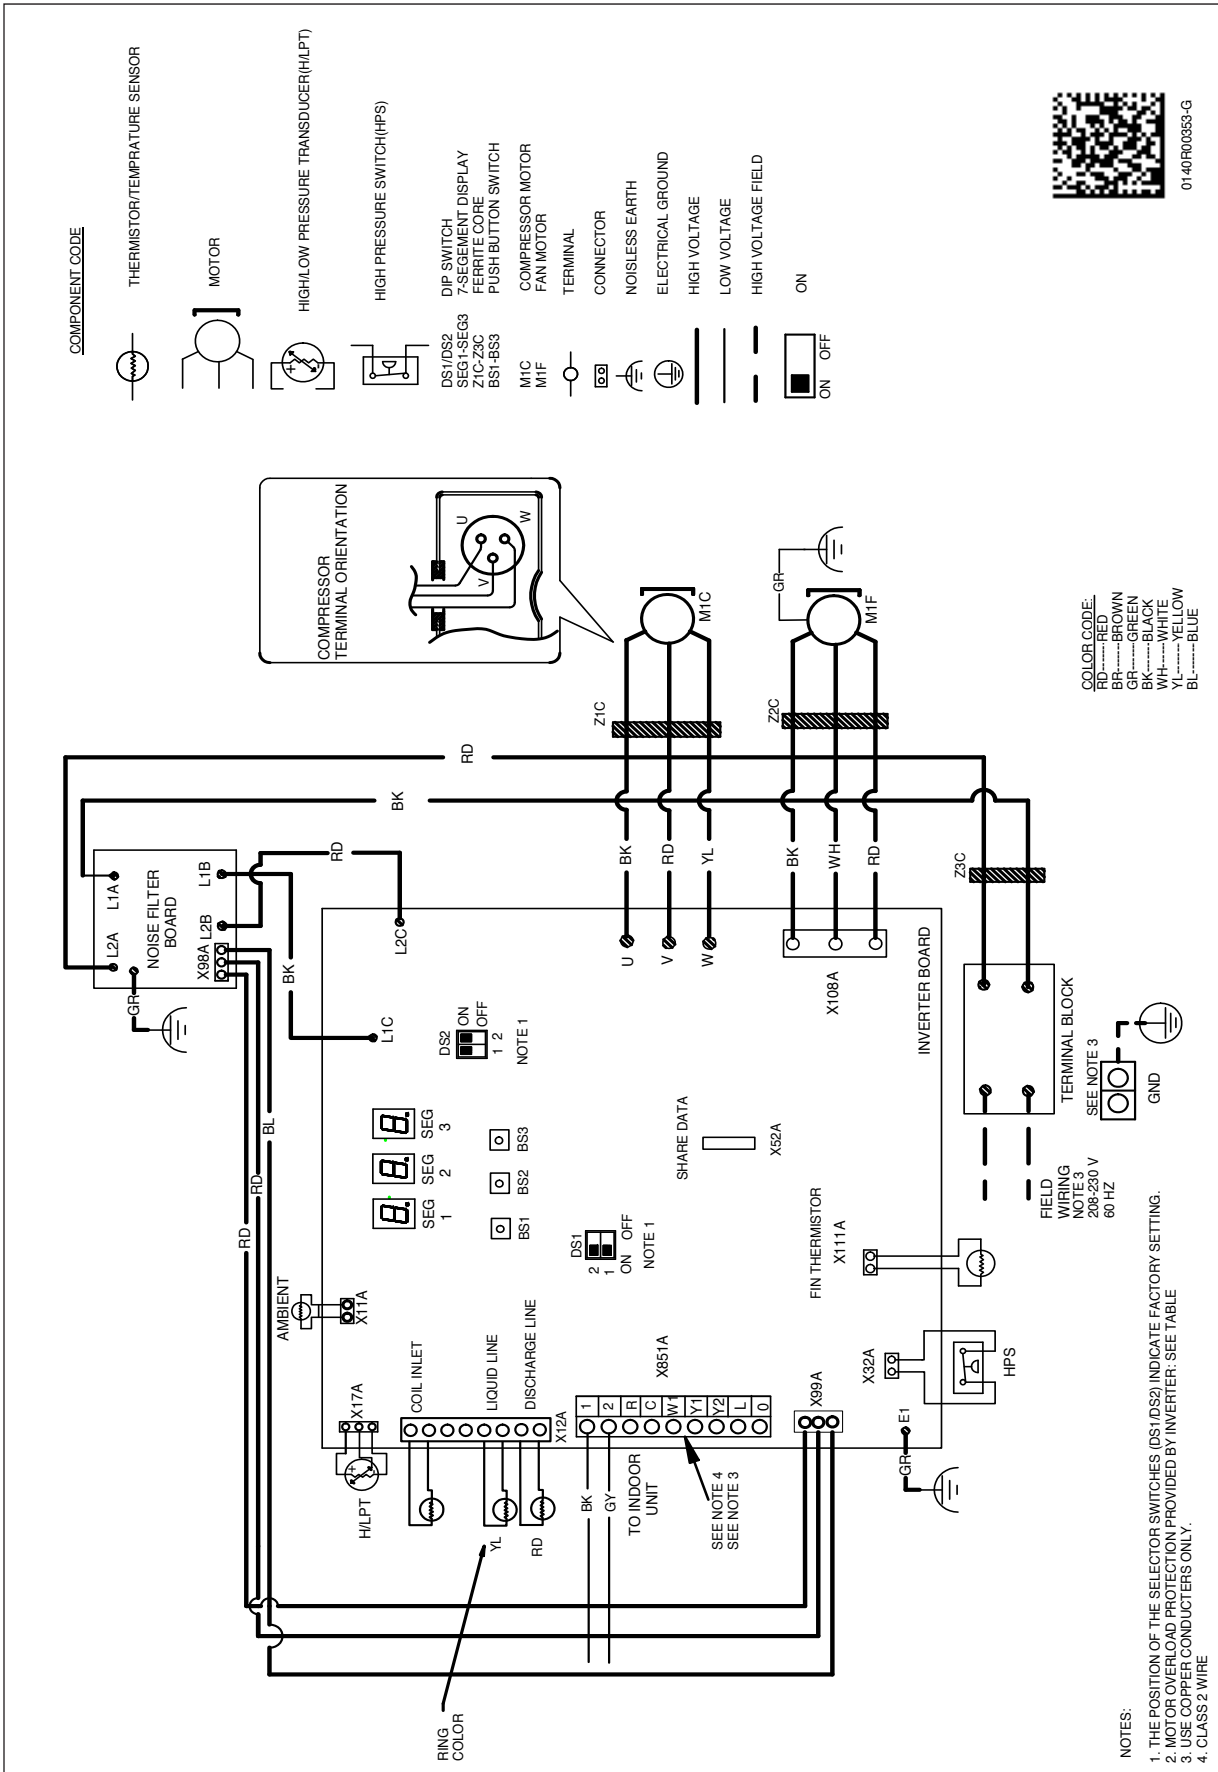 COMPONENT CODE
THERMISTOR/TEMPRATURE SENSOR
MOTOR
HIGH/LOW PRESSURE TRANSDUCER(H/LPT)
HIGH PRESSURE SWITCH(HPS)
DS1/DS2 DIP SWITCH
SEG1-SEG3 7-SEGEMENT DISPLAY
Z1C-Z3C FERRITE CORE
BS1-BS3 PUSH BUTTON SWITCH
M1C COMPRESSOR MOTOR
M1F FAN MOTOR
TERMINAL
CONNECTOR
NOISLESS EARTH
ELECTRICAL GROUND
HIGH VOLTAGE
LOW VOLTAGE
HIGH VOLTAGE FIELD
ON OFF
ON
0140R00353-G
COMPRESSOR
TERMINAL ORIENTATION
U
V
W
M1C
GR
M1F
Z1C
Z2C
Z3C
RD
BK
BK
RD
YL
BK
WH
RD
COLOR CODE:
RD-------RED
BR-------BROWN
GR-------GREEN
BK-------BLACK
WH------WHITE
YL-------YELLOW
BL-------BLUE
NOISE FILTER
BOARD
L2A
L1A
L1B
L2B
X98A
GR
RD
BK
L2C
L1C
RD
RD
BL
U
V
W
X108A
INVERTER BOARD
DS2
ON
OFF
1 2
NOTE 1
SEG
1
SEG
2
SEG
3
BS1
BS2
BS3
DS1
2
1
ON OFF
NOTE 1
SHARE DATA
X52A
FIN THERMISTOR
X111A
AMBIENT
X11A
X17A
H/LPT
COIL INLET
LIQUID LINE
DISCHARGE LINE
X12A
YL
RD
RING
COLOR
X851A
1
2
R
C
W1
Y1
Y2
L
0
BK
GY
TO INDOOR
UNIT
SEE NOTE 4
SEE NOTE 3
X99A
X32A
HPS
E1
GR
TERMINAL BLOCK
SEE NOTE 3
GND
FIELD
WIRING
NOTE 3
208-230 V
60 HZ
NOTES:
1. THE POSITION OF THE SELECTOR SWITCHES (DS1/DS2) INDICATE FACTORY SETTING.
2. MOTOR OVERLOAD PROTECTION PROVIDED BY INVERTER: SEE TABLE
3. USE COPPER CONDUCTERS ONLY.
4. CLASS 2 WIRE